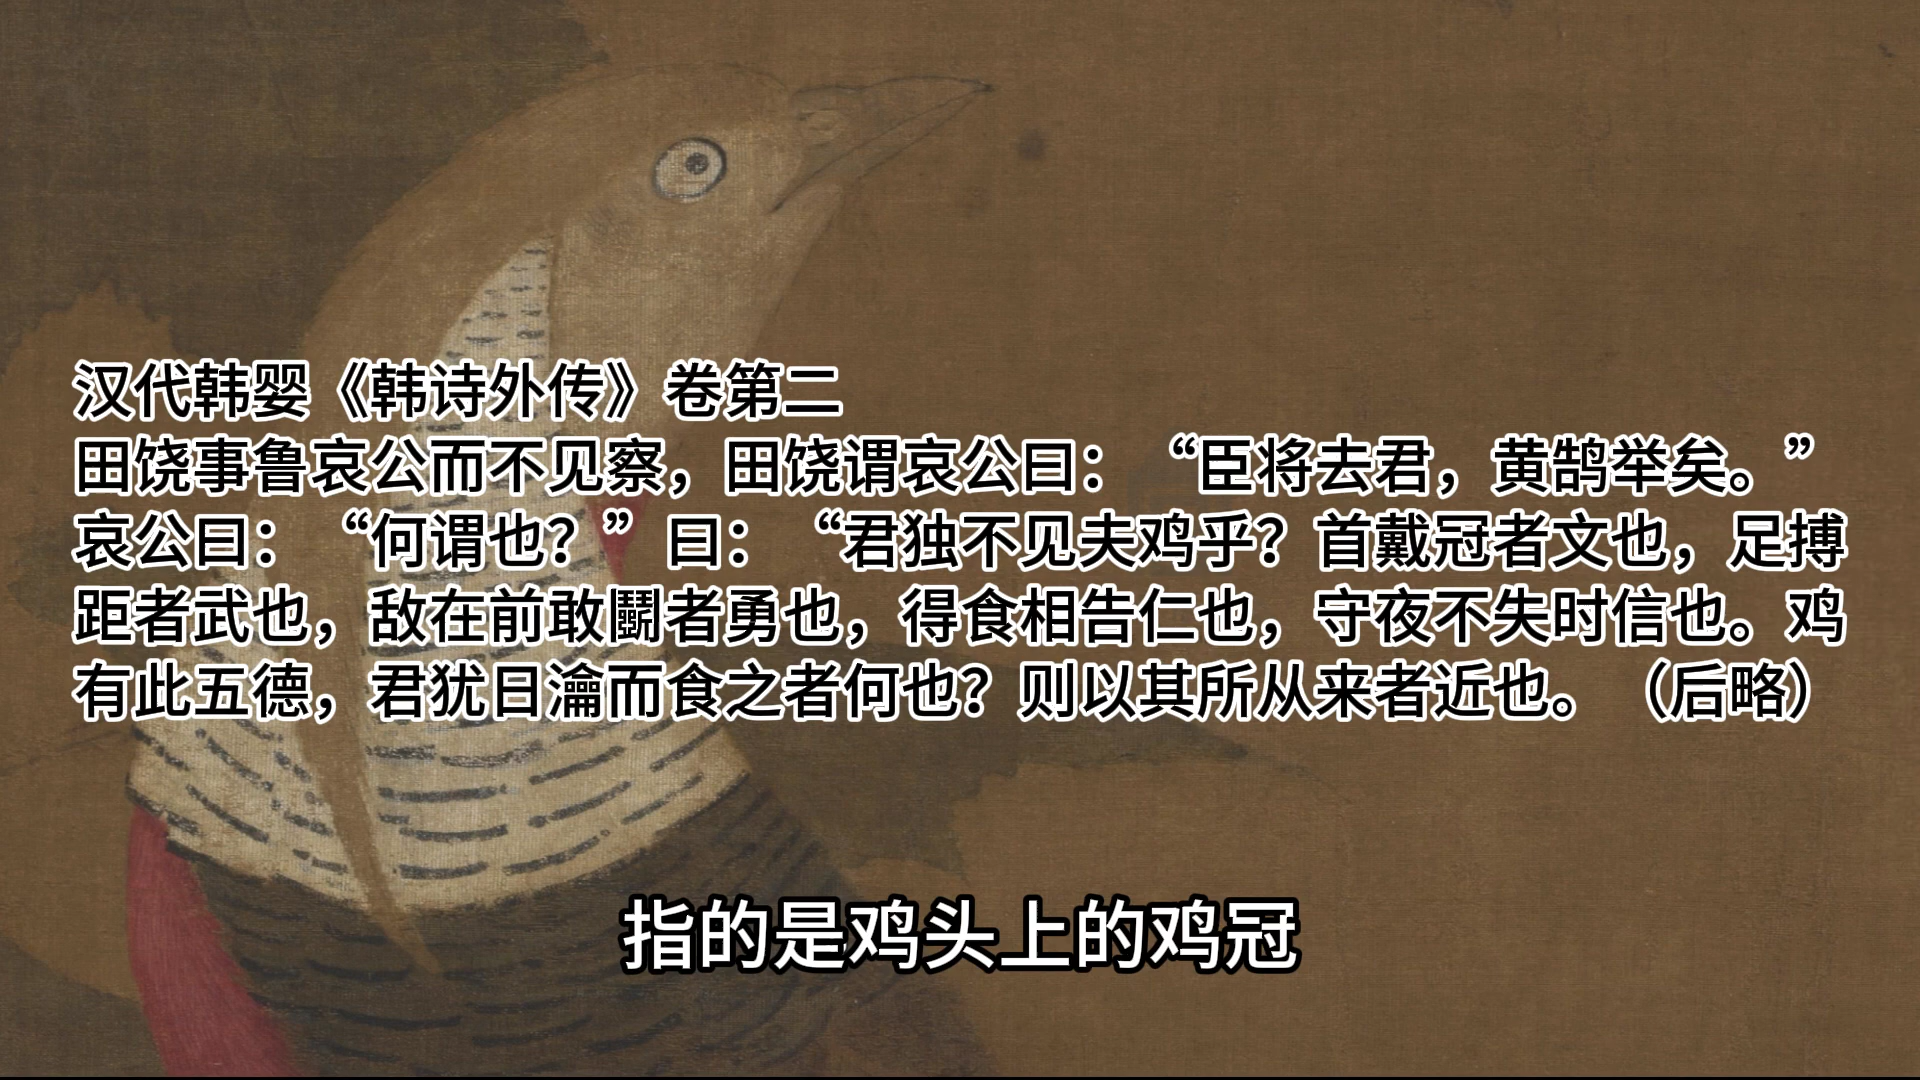 汉代韩婴《韩诗外传》卷第二
田饶事鲁哀公而不见察，田饶谓哀公曰：“臣将去君，黄鹄举矣。”
哀公曰：“何谓也？”曰：“君独不见夫鸡乎？首戴冠者文也，足搏
距者武也，敌在前敢鬭者勇也，得食相告仁也，守夜不失时信也。鸡
有此五德，君犹日瀹而食之者何也？则以其所从来者近也。（后略）
指的是鸡头上的鸡冠